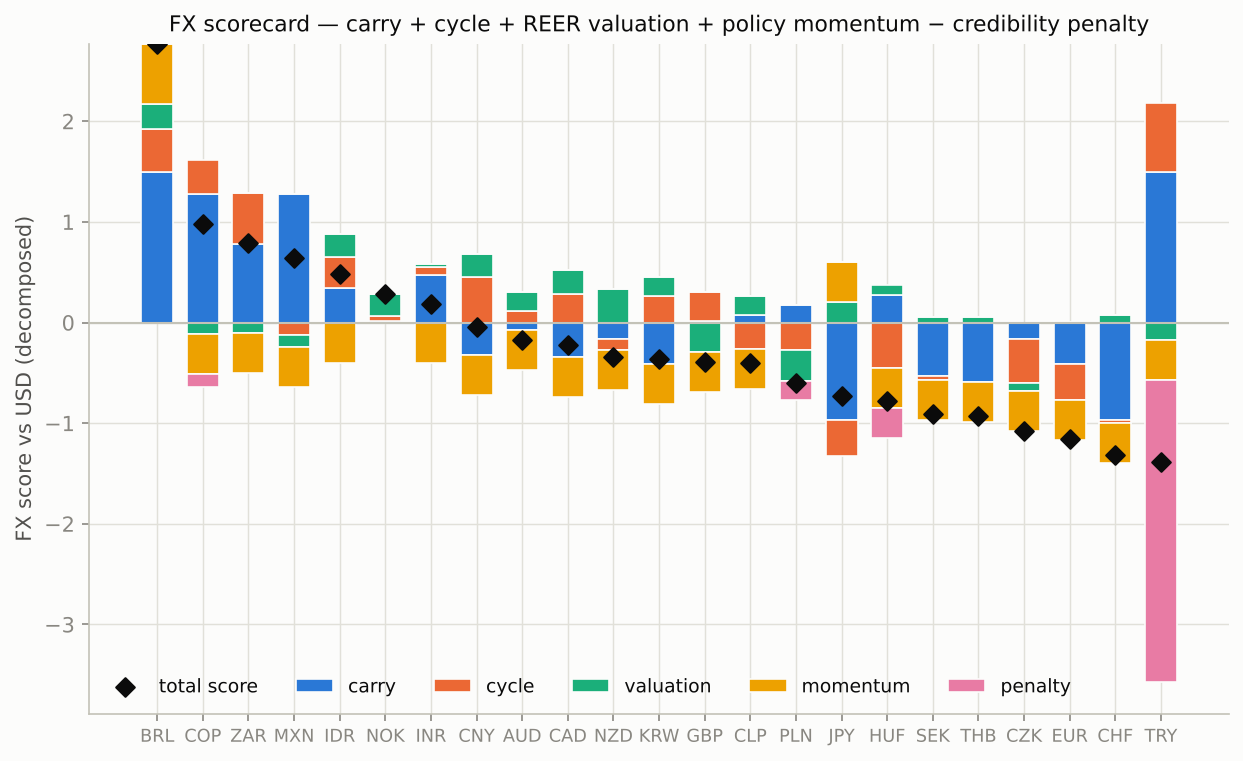 FX scorecard — carry + cycle + REER valuation + policy momentum − credibility penalty
FX score vs USD (decomposed)
2
1
0
−1
−2
−3
total score carry cycle valuation momentum penalty
BRL COP ZAR MXN IDR NOK INR CNY AUD CAD NZD KRW GBP CLP PLN JPY HUF SEK THB CZK EUR CHF TRY